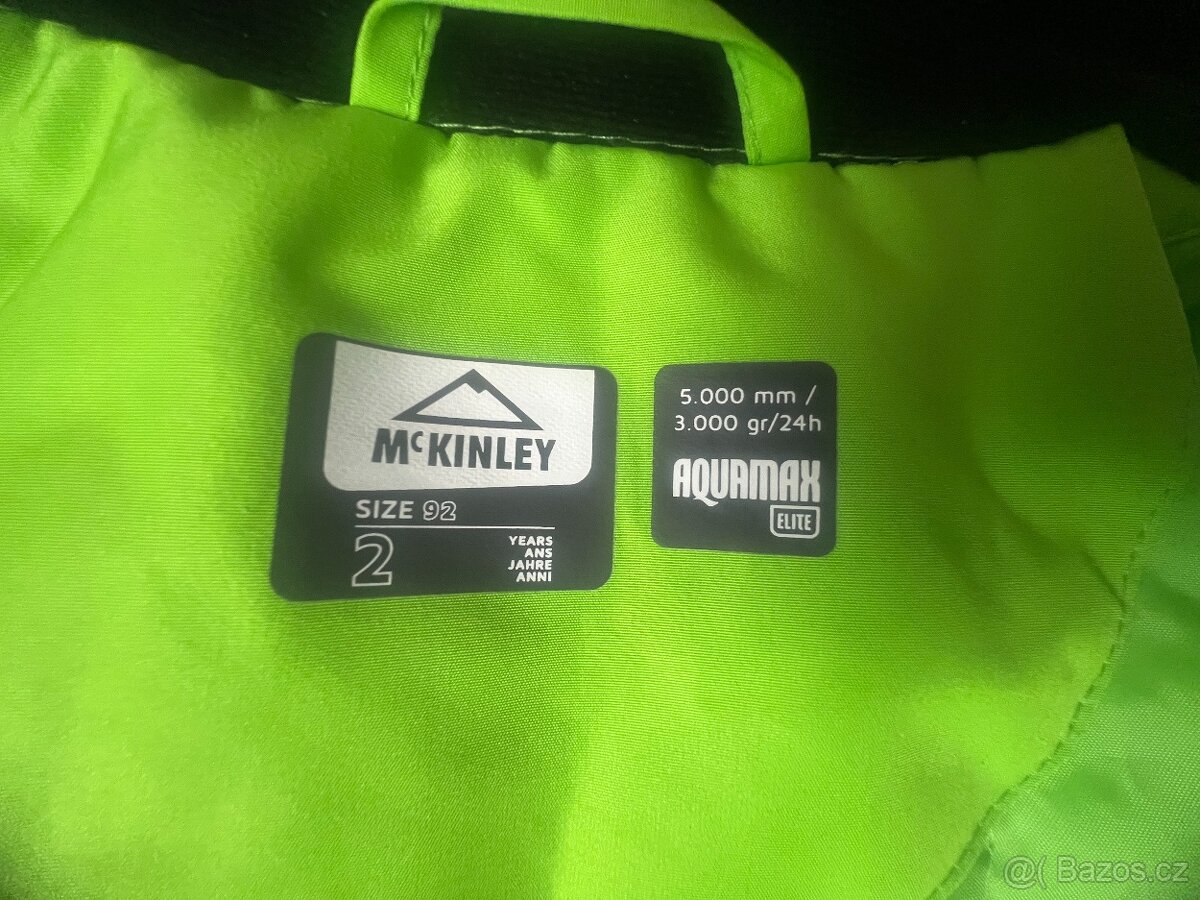 McKINLEY
SIZE 92
2
YEARS
ANS
JAHRE
ANNI
5.000 mm /
3.000 gr/24h
AQUAMAX
ELITE
@( Bazos.cz